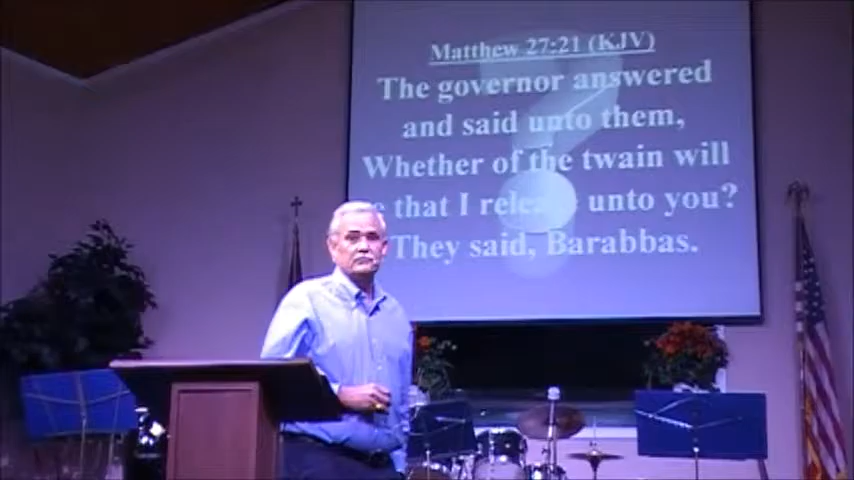 Matthew 27:21 (KJV)
The governor answered
and said unto them,
Whether of the twain will
that I release unto you?
They said, Barabbas.